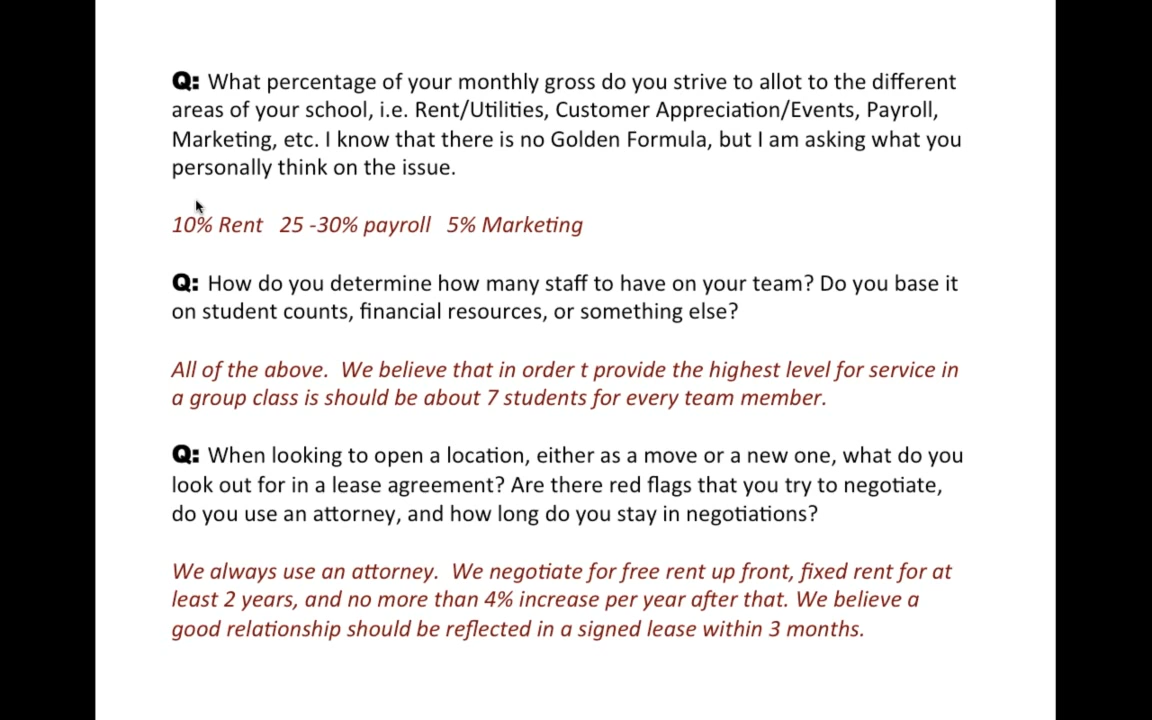 Q: What percentage of your monthly gross do you strive to allot to the different
areas of your school, i.e. Rent/Utilities, Customer Appreciation/Events, Payroll,
Marketing, etc. I know that there is no Golden Formula, but I am asking what you
personally think on the issue.
10% Rent 25 -30% payroll 5% Marketing
Q: How do you determine how many staff to have on your team? Do you base it
on student counts, financial resources, or something else?
All of the above. We believe that in order t provide the highest level for service in
a group class is should be about 7 students for every team member.
Q: When looking to open a location, either as a move or a new one, what do you
look out for in a lease agreement? Are there red flags that you try to negotiate,
do you use an attorney, and how long do you stay in negotiations?
We always use an attorney. We negotiate for free rent up front, fixed rent for at
least 2 years, and no more than 4% increase per year after that. We believe a
good relationship should be reflected in a signed lease within 3 months.